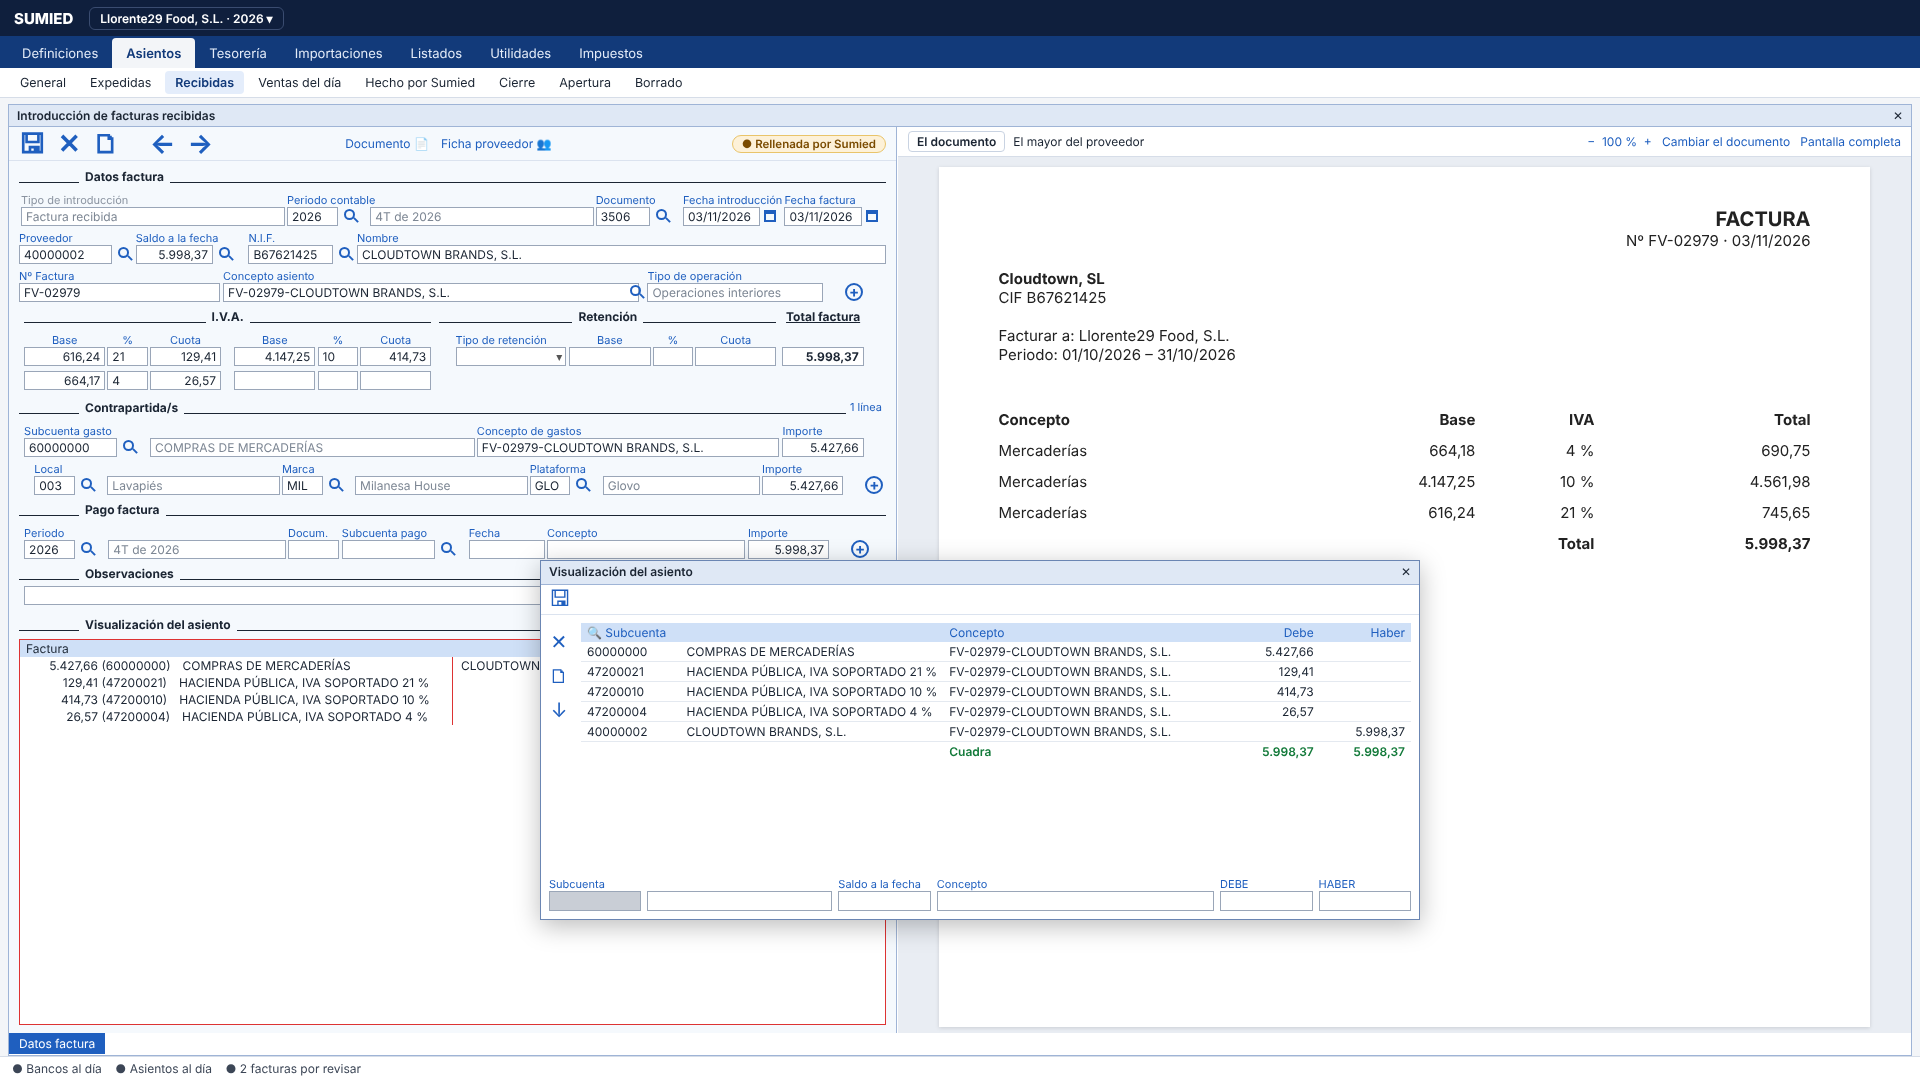 SUMIED Llorente29 Food, S.L. · 2026 ▾
Definiciones Asientos Tesorería Importaciones Listados Utilidades Impuestos
General Expedidas Recibidas Ventas del día Hecho por Sumied Cierre Apertura Borrado
Introducción de facturas recibidas ×
Documento Ficha proveedor ● Rellenada por Sumied
Datos factura
Tipo de introducción Periodo contable Documento Fecha introducción Fecha factura
Factura recibida 2026 4T de 2026 3506 03/11/2026 03/11/2026
Proveedor Saldo a la fecha N.I.F. Nombre
40000002 5.998,37 B67621425 CLOUDTOWN BRANDS, S.L.
Nº Factura Concepto asiento Tipo de operación
FV-02979 FV-02979-CLOUDTOWN BRANDS, S.L. Operaciones interiores
I.V.A. Retención Total factura
Base % Cuota Base % Cuota Tipo de retención Base % Cuota
616,24 21 129,41 4.147,25 10 414,73 5.998,37
664,17 4 26,57
Contrapartida/s 1 línea
Subcuenta gasto Concepto de gastos Importe
60000000 COMPRAS DE MERCADERÍAS FV-02979-CLOUDTOWN BRANDS, S.L. 5.427,66
Local Marca Plataforma Importe
003 Lavapiés MIL Milanesa House GLO Glovo 5.427,66
Pago factura
Periodo Docum. Subcuenta pago Fecha Concepto Importe
2026 4T de 2026 5.998,37
Observaciones
Visualización del asiento
Factura
5.427,66 (60000000) COMPRAS DE MERCADERÍAS CLOUDTOWN
129,41 (47200021) HACIENDA PÚBLICA, IVA SOPORTADO 21 %
414,73 (47200010) HACIENDA PÚBLICA, IVA SOPORTADO 10 %
26,57 (47200004) HACIENDA PÚBLICA, IVA SOPORTADO 4 %
Datos factura
El documento El mayor del proveedor − 100 % + Cambiar el documento Pantalla completa
FACTURA
Nº FV-02979 · 03/11/2026
Cloudtown, SL
CIF B67621425
Facturar a: Llorente29 Food, S.L.
Periodo: 01/10/2026 – 31/10/2026
Concepto Base IVA Total
Mercaderías 664,18 4 % 690,75
Mercaderías 4.147,25 10 % 4.561,98
Mercaderías 616,24 21 % 745,65
Total 5.998,37
Visualización del asiento ×
Subcuenta Concepto Debe Haber
60000000 COMPRAS DE MERCADERÍAS FV-02979-CLOUDTOWN BRANDS, S.L. 5.427,66
47200021 HACIENDA PÚBLICA, IVA SOPORTADO 21 % FV-02979-CLOUDTOWN BRANDS, S.L. 129,41
47200010 HACIENDA PÚBLICA, IVA SOPORTADO 10 % FV-02979-CLOUDTOWN BRANDS, S.L. 414,73
47200004 HACIENDA PÚBLICA, IVA SOPORTADO 4 % FV-02979-CLOUDTOWN BRANDS, S.L. 26,57
40000002 CLOUDTOWN BRANDS, S.L. FV-02979-CLOUDTOWN BRANDS, S.L. 5.998,37
Cuadra 5.998,37 5.998,37
Subcuenta Saldo a la fecha Concepto DEBE HABER
● Bancos al día ● Asientos al día ● 2 facturas por revisar